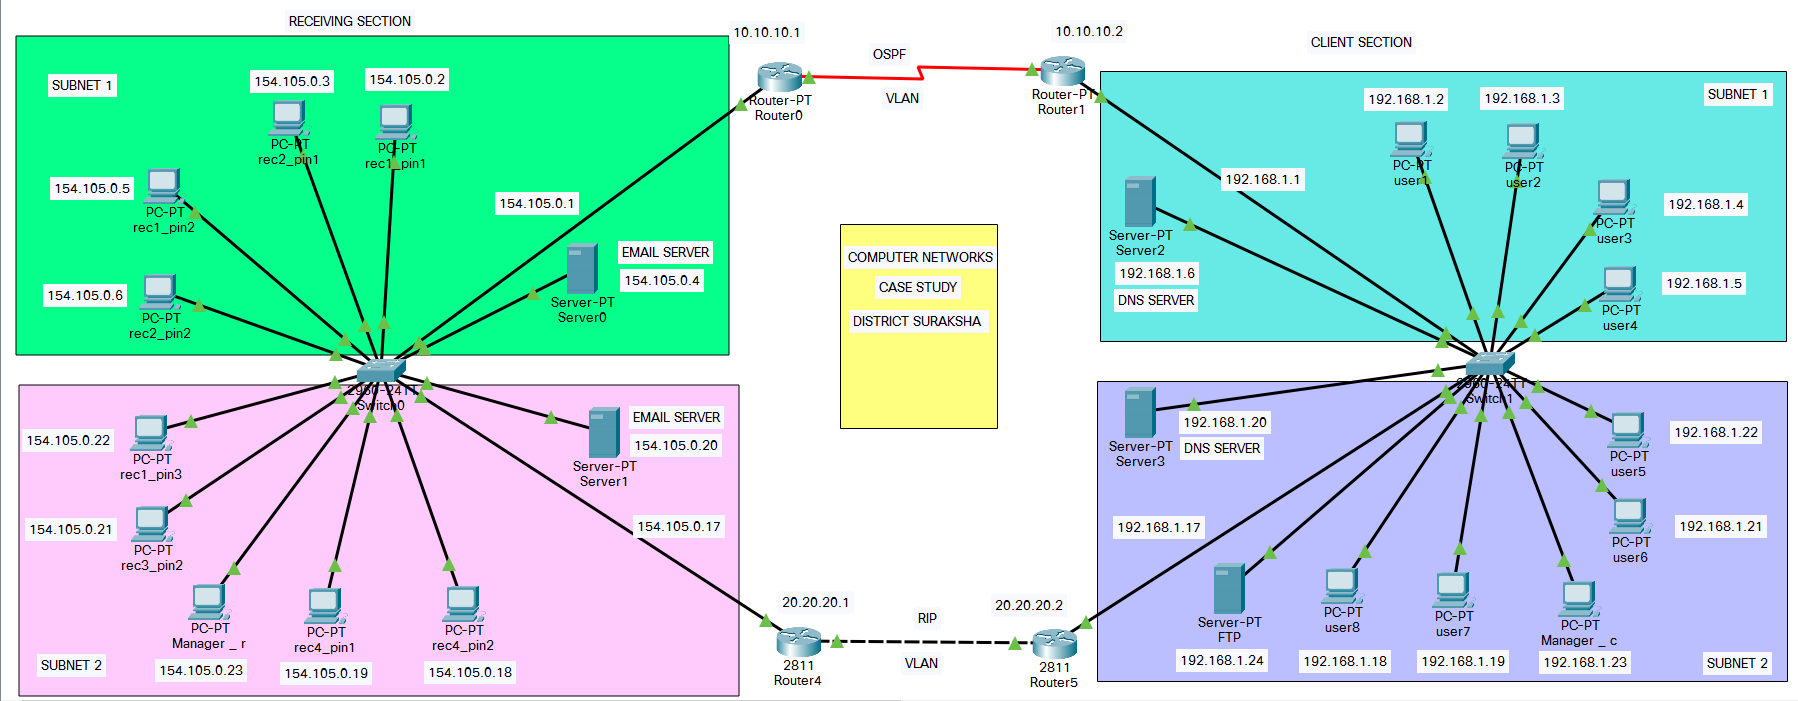 RECEIVING SECTION
SUBNET 1
154.105.0.3
154.105.0.2
PC-PT
rec2_pin1
PC-PT
rec1_pin1
154.105.0.5
PC-PT
rec1_pin2
154.105.0.6
PC-PT
rec2_pin2
154.105.0.1
EMAIL SERVER
154.105.0.4
Server-PT
Server0
2960-24TT
Switch0
154.105.0.22
PC-PT
rec1_pin3
154.105.0.21
PC-PT
rec3_pin2
EMAIL SERVER
154.105.0.20
Server-PT
Server1
154.105.0.17
PC-PT
Manager _ r
154.105.0.23
PC-PT
rec4_pin1
154.105.0.19
PC-PT
rec4_pin2
154.105.0.18
SUBNET 2
10.10.10.1
Router-PT
Router0
OSPF
VLAN
10.10.10.2
Router-PT
Router1
COMPUTER NETWORKS
CASE STUDY
DISTRICT SURAKSHA
20.20.20.1
2811
Router4
RIP
VLAN
20.20.20.2
2811
Router5
CLIENT SECTION
SUBNET 1
192.168.1.2
192.168.1.3
PC-PT
user1
PC-PT
user2
192.168.1.1
192.168.1.4
PC-PT
user3
192.168.1.5
PC-PT
user4
Server-PT
Server2
192.168.1.6
DNS SERVER
2960-24TT
Switch1
Server-PT
Server3
192.168.1.20
DNS SERVER
192.168.1.22
PC-PT
user5
192.168.1.21
PC-PT
user6
192.168.1.17
Server-PT
FTP
192.168.1.24
PC-PT
user8
192.168.1.18
PC-PT
user7
192.168.1.19
PC-PT
Manager _ c
192.168.1.23
SUBNET 2